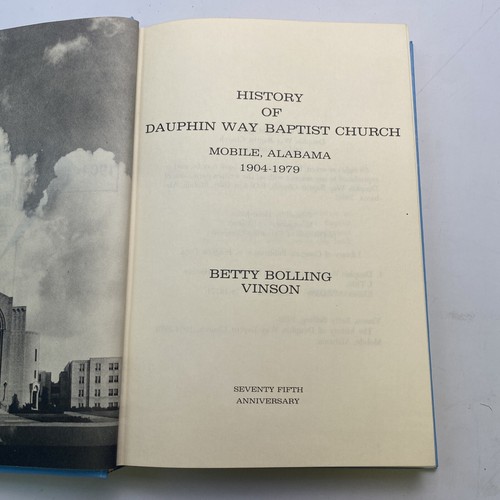 HISTORY
OF
DAUPHIN WAY BAPTIST CHURCH
MOBILE, ALABAMA
1904-1979
BETTY BOLLING
VINSON
SEVENTY FIFTH
ANNIVERSARY